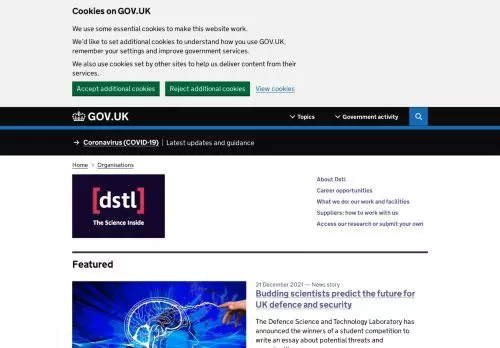 Cookies on GOV.UK
We use some essential cookies to make this website work.
We'd like to set additional cookies to understand how you use GOV.UK,
remember your settings and improve government services.
We also use cookies set by other sites to help us deliver content from their
services.
Accept additional cookies Reject additional cookies View cookies
GOV.UK Topics Government activity
→ Coronavirus (COVID-19) Latest updates and guidance
Home Organisations
[dstl]
The Science Inside
About Dstl
Career opportunities
What we do: our work and facilities
Suppliers: how to work with us
Access our research or submit your own
Featured
21 December 2021 — News story
Budding scientists predict the future for
UK defence and security
The Defence Science and Technology Laboratory has
announced the winners of a student competition to
write an essay about potential threats and